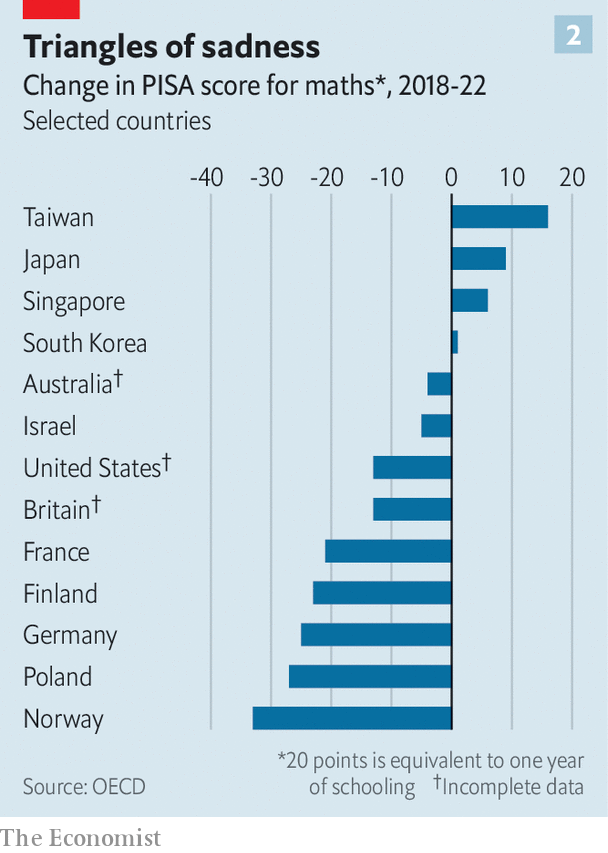 Triangles of sadness
2
Change in PISA score for maths*, 2018-22
Selected countries
-40 -30 -20 -10 0 10 20
Taiwan
Japan
Singapore
South Korea
Australia†
Israel
United States†
Britain†
France
Finland
Germany
Poland
Norway
*20 points is equivalent to one year
Source: OECD
of schooling †Incomplete data
The Economist